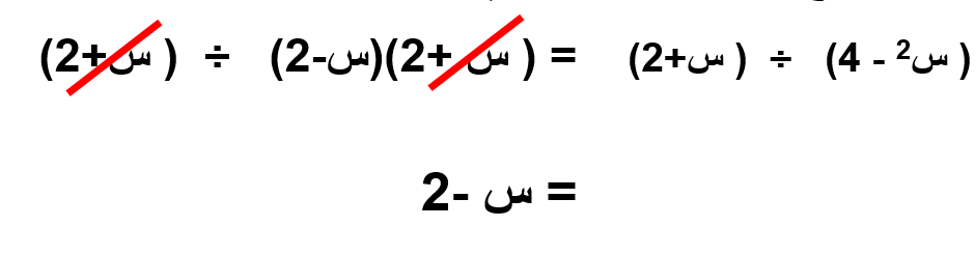 ( س² - 4) ÷ ( س+2) = ( س +2)(س-2) ÷ ( س+2)
= س -2